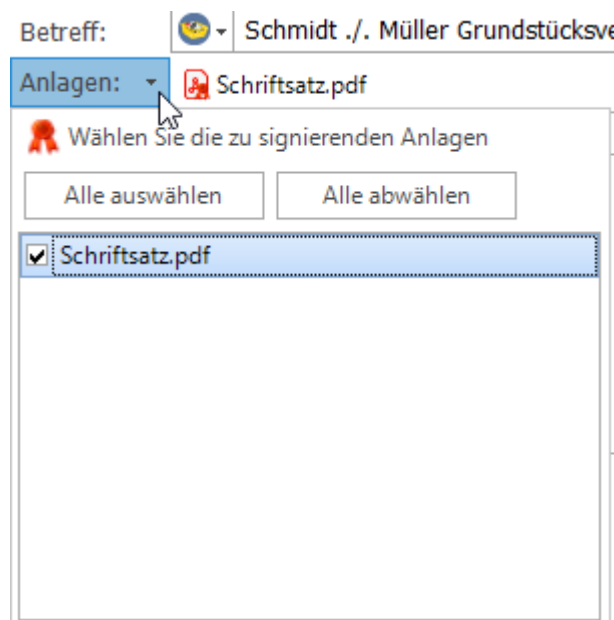 Betreff: Schmidt ./. Müller Grundstücksve
Anlagen: Schriftsatz.pdf
Wählen Sie die zu signierenden Anlagen
Alle auswählen Alle abwählen
Schriftsatz.pdf